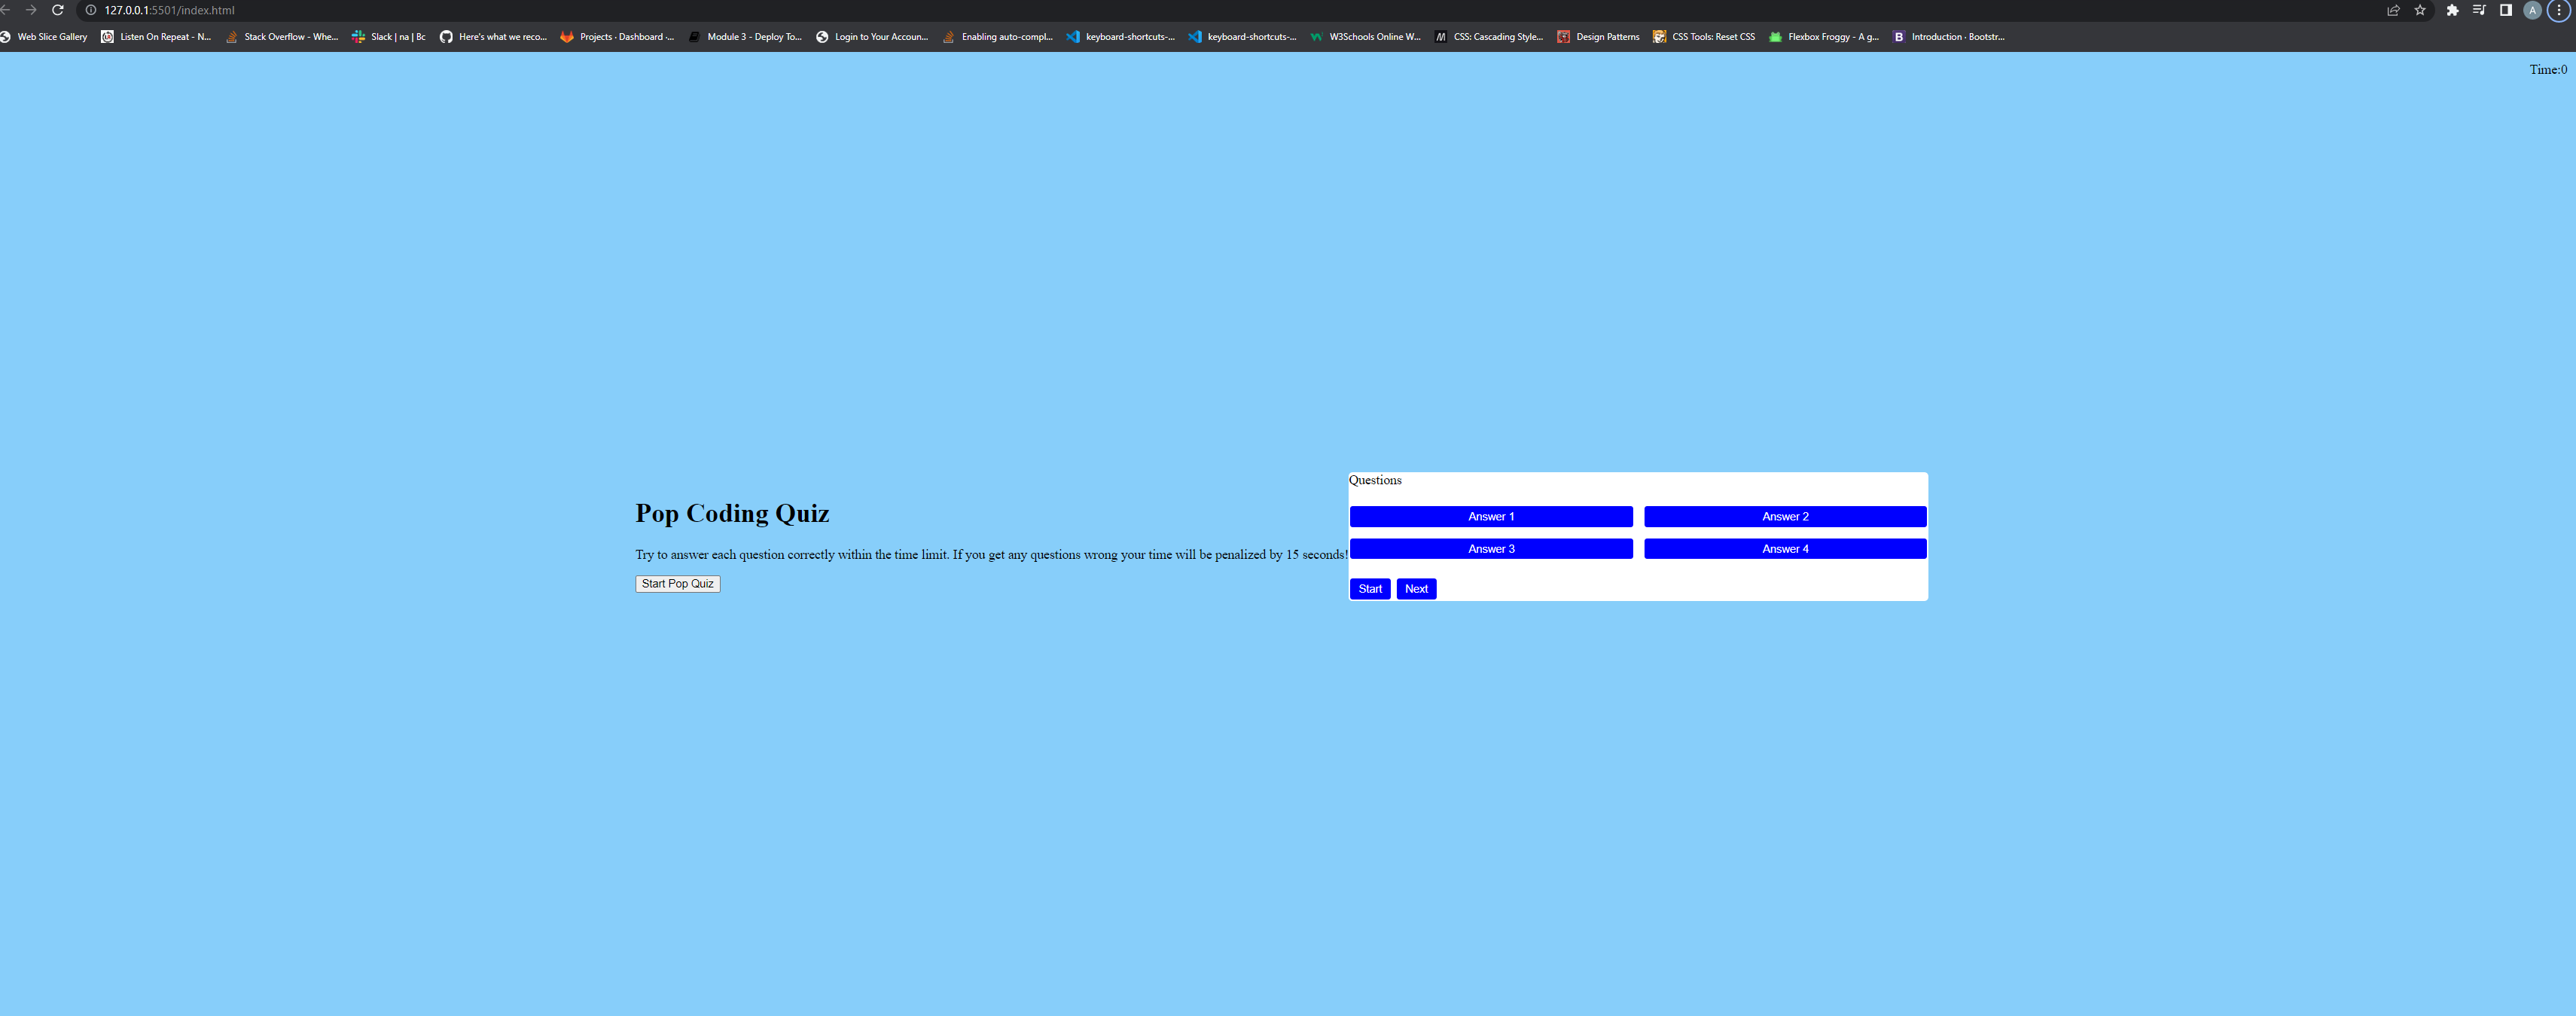 127.0.0.1:5501/index.html
Web Slice Gallery Listen On Repeat - N... Stack Overflow - Whe... Slack | na | Bc Here's what we reco... Projects · Dashboard ·... Module 3 - Deploy To... Login to Your Accoun... Enabling auto-compl... keyboard-shortcuts-... keyboard-shortcuts-... W3Schools Online W... CSS: Cascading Style... Design Patterns CSS Tools: Reset CSS Flexbox Froggy - A g... B Introduction · Bootstr...
Time:0
Questions
Answer 1 Answer 2
Answer 3 Answer 4
Start Next
Pop Coding Quiz
Try to answer each question correctly within the time limit. If you get any questions wrong your time will be penalized by 15 seconds!
Start Pop Quiz